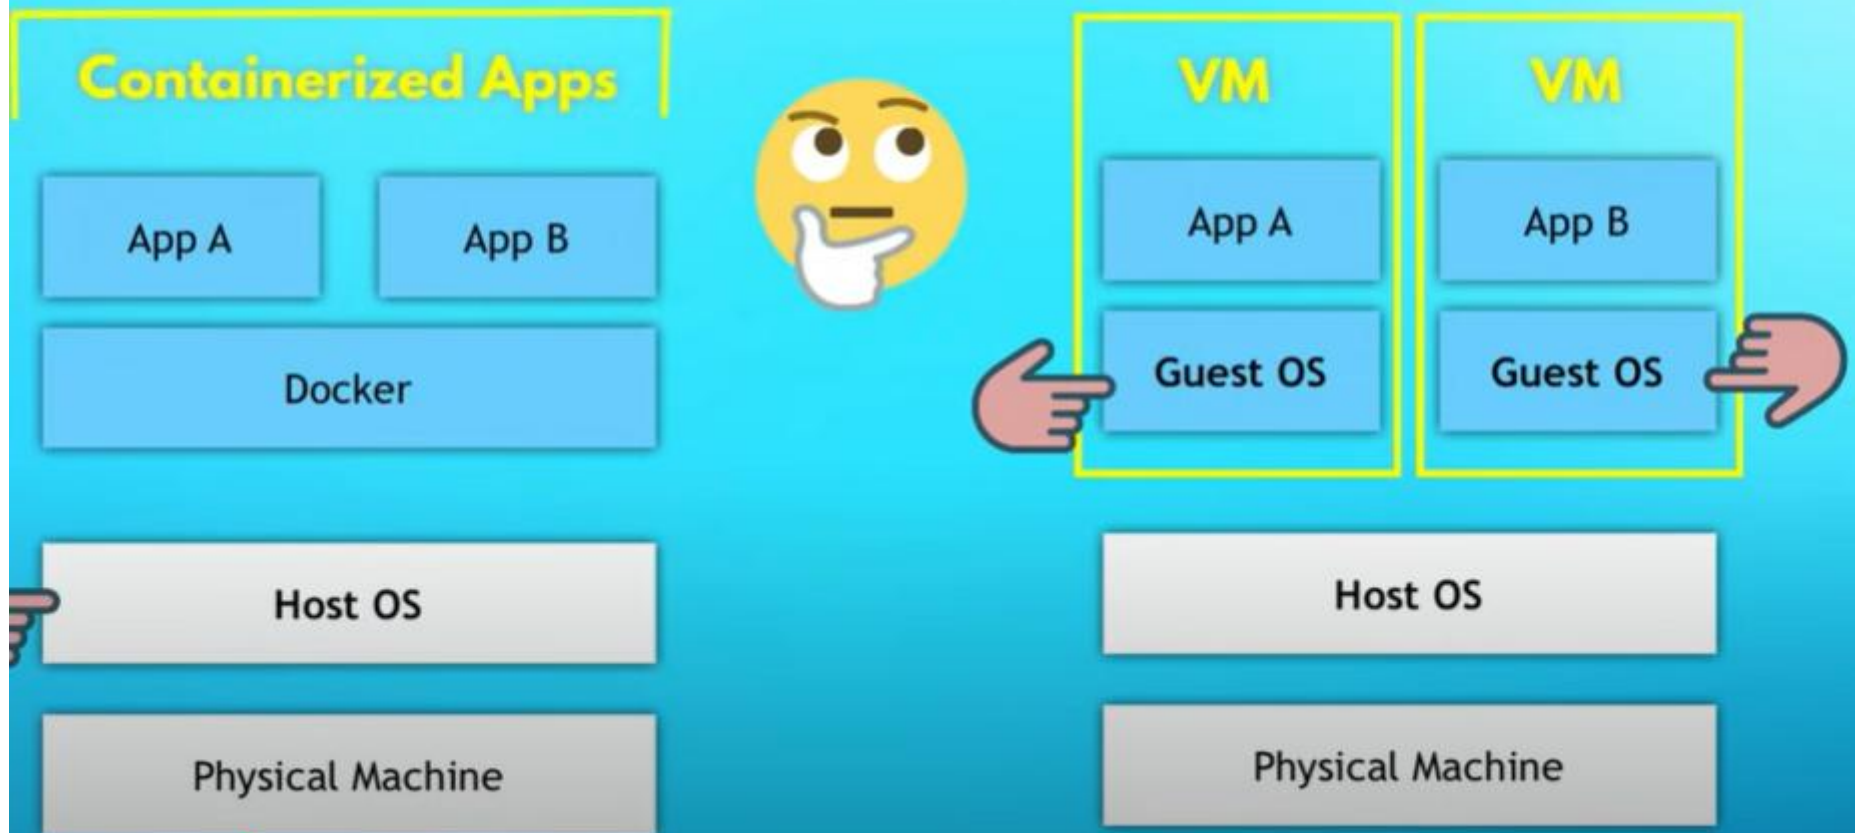 Containerized Apps
App A
App B
Docker
Host OS
Physical Machine
VM
App A
Guest OS
VM
App B
Guest OS
Host OS
Physical Machine